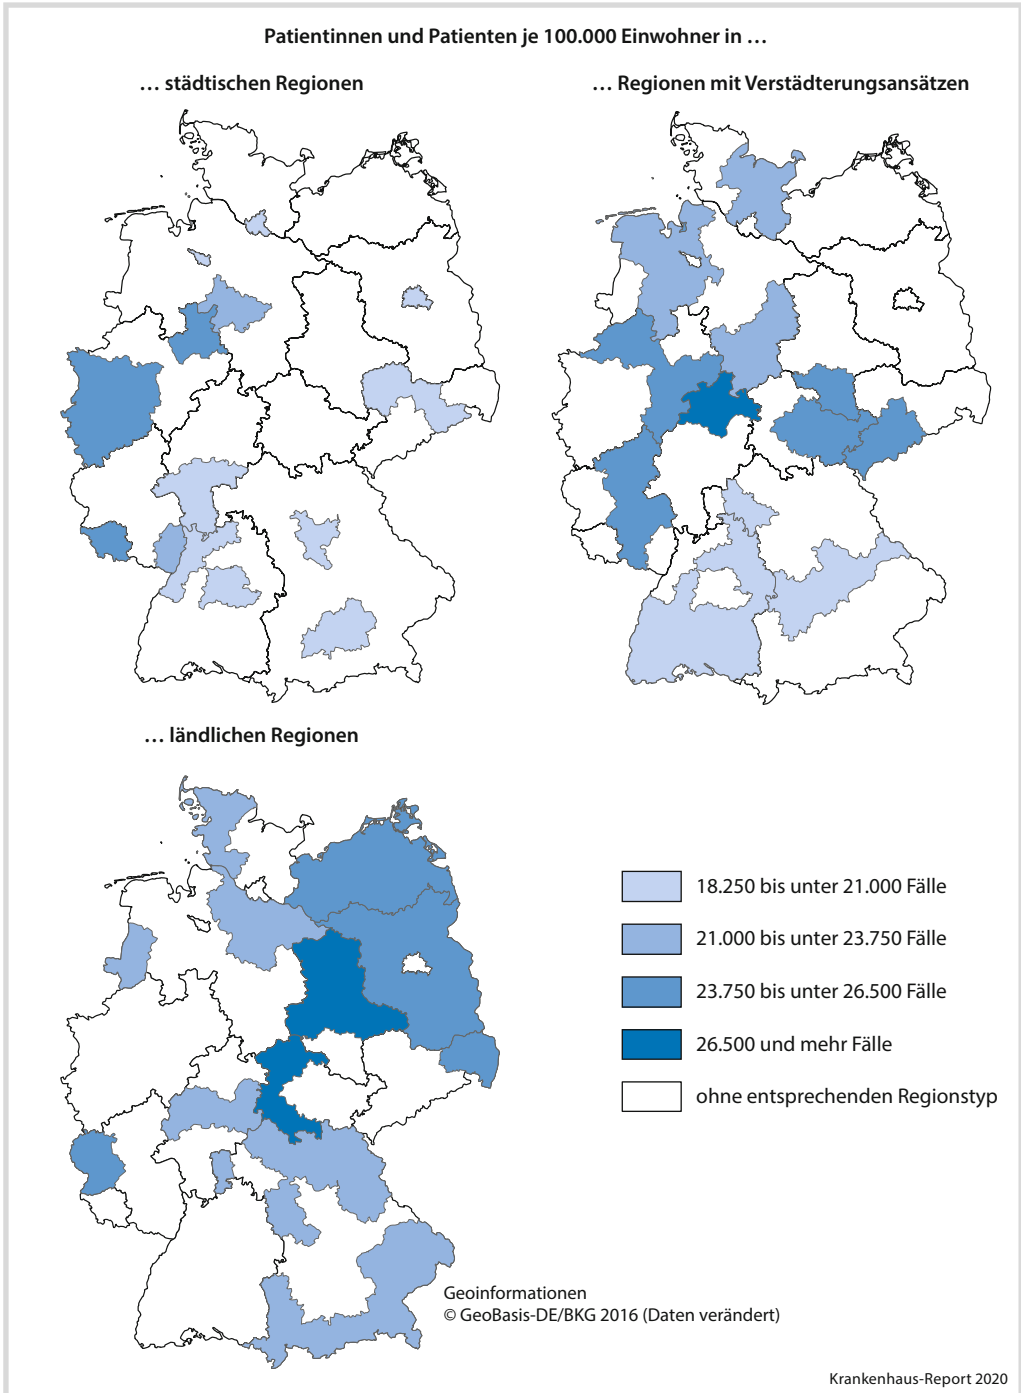 Patientinnen und Patienten je 100.000 Einwohner in …
… städtischen Regionen
… Regionen mit Verstädterungsansätzen
… ländlichen Regionen
18.250 bis unter 21.000 Fälle
21.000 bis unter 23.750 Fälle
23.750 bis unter 26.500 Fälle
26.500 und mehr Fälle
ohne entsprechenden Regionstyp
Geoinformationen
© GeoBasis-DE/BKG 2016 (Daten verändert)
Krankenhaus-Report 2020